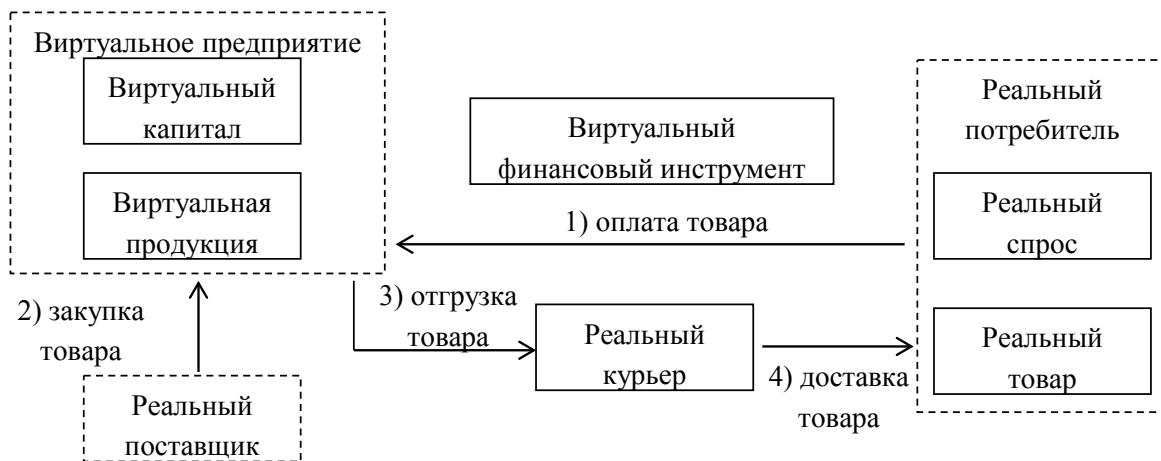 Виртуальное предприятие
Виртуальный
капитал
Виртуальная
продукция
2) закупка
товара
Реальный
поставщик
Виртуальный
финансовый инструмент
1) оплата товара
3) отгрузка
товара
Реальный
курьер
4) доставка
товара
Реальный
потребитель
Реальный
спрос
Реальный
товар